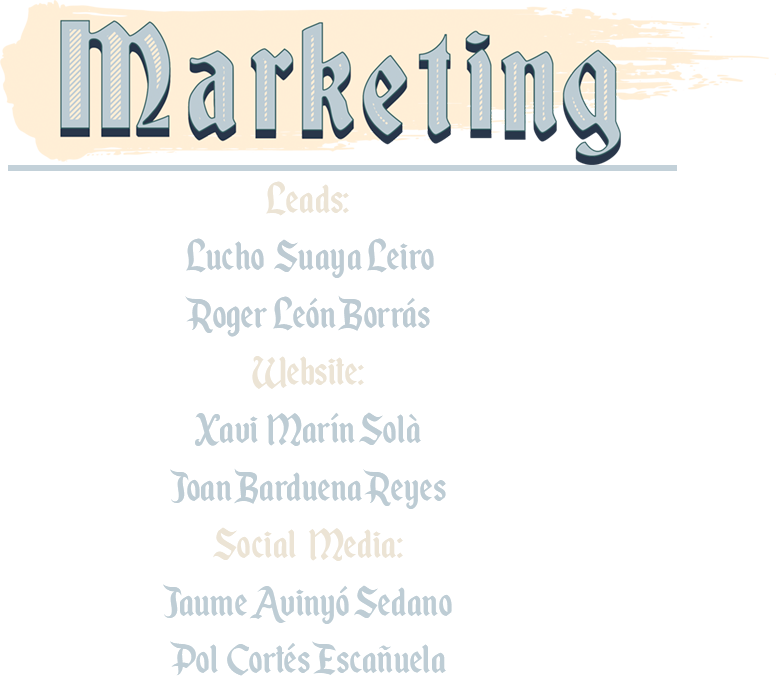 Marketing
Leads:
Lucho Suaya Leiro
Roger León Borrás
Website:
Xavi Marín Solà
Joan Barduena Reyes
Social Media:
Jaume Avinyó Sedano
Pol Cortés Escañuela